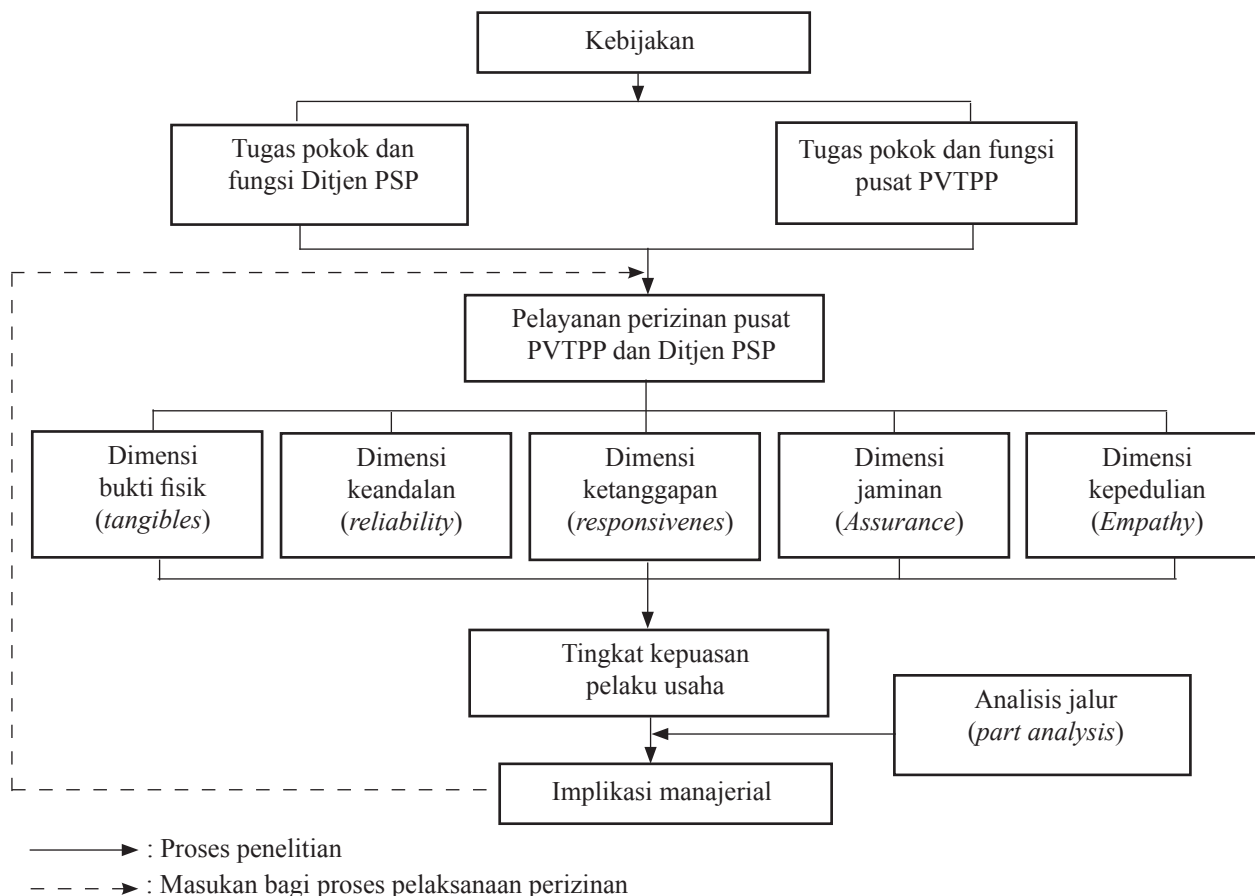 Kebijakan
Tugas pokok dan
fungsi Ditjen PSP
Tugas pokok dan fungsi
pusat PVTPP
Pelayanan perizinan pusat
PVTPP dan Ditjen PSP
Dimensi
bukti fisik
(tangibles)
Dimensi
keandalan
(reliability)
Dimensi
ketanggapan
(responsivenes)
Dimensi
jaminan
(Assurance)
Dimensi
kepedulian
(Empathy)
Tingkat kepuasan
pelaku usaha
Analisis jalur
(part analysis)
Implikasi manajerial
: Proses penelitian
: Masukan bagi proses pelaksanaan perizinan